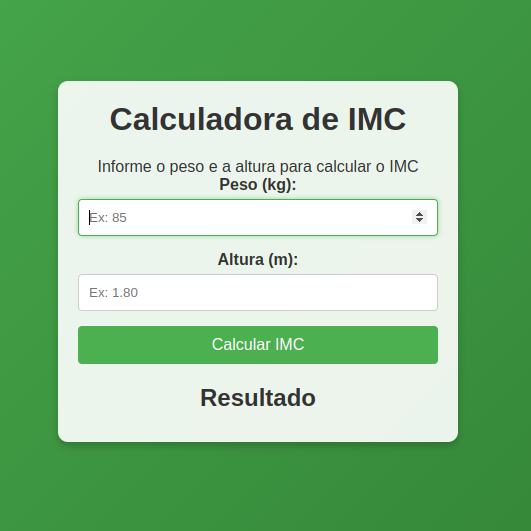 Calculadora de IMC
Informe o peso e a altura para calcular o IMC
Peso (kg):
Ex: 85
Altura (m):
Ex: 1.80
Calcular IMC
Resultado